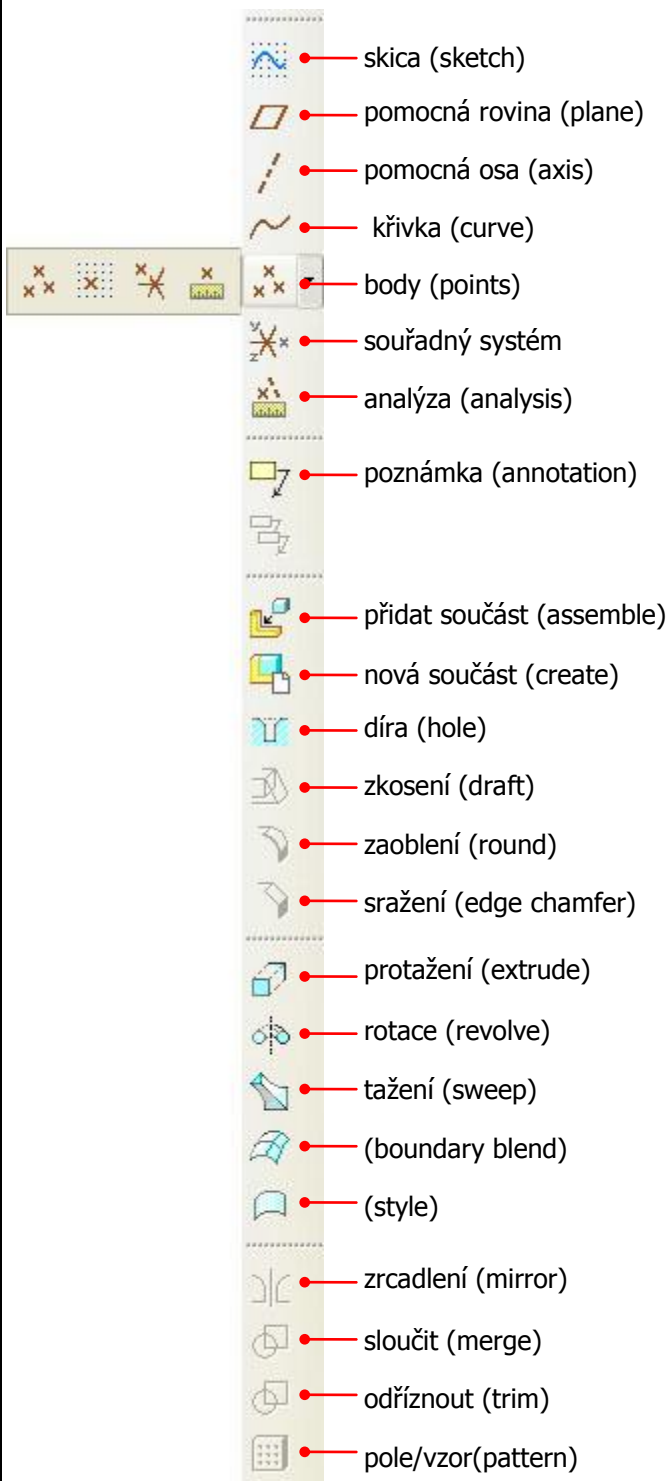 skica (sketch)
pomocná rovina (plane)
pomocná osa (axis)
křivka (curve)
body (points)
souřadný systém
analýza (analysis)
poznámka (annotation)
přidat součást (assemble)
nová součást (create)
díra (hole)
zkosení (draft)
zaoblení (round)
sražení (edge chamfer)
protažení (extrude)
rotace (revolve)
tažení (sweep)
(boundary blend)
(style)
zrcadlení (mirror)
sloučit (merge)
odříznout (trim)
pole/vzor(pattern)